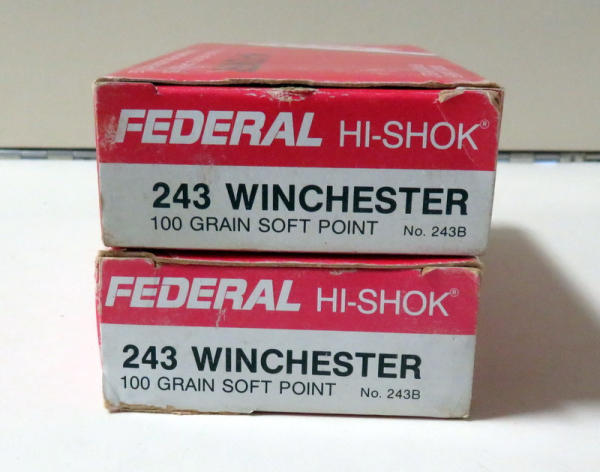 FEDERAL HI-SHOK®
243 WINCHESTER
100 GRAIN SOFT POINT No. 243B
FEDERAL HI-SHOK®
243 WINCHESTER
100 GRAIN SOFT POINT No. 243B